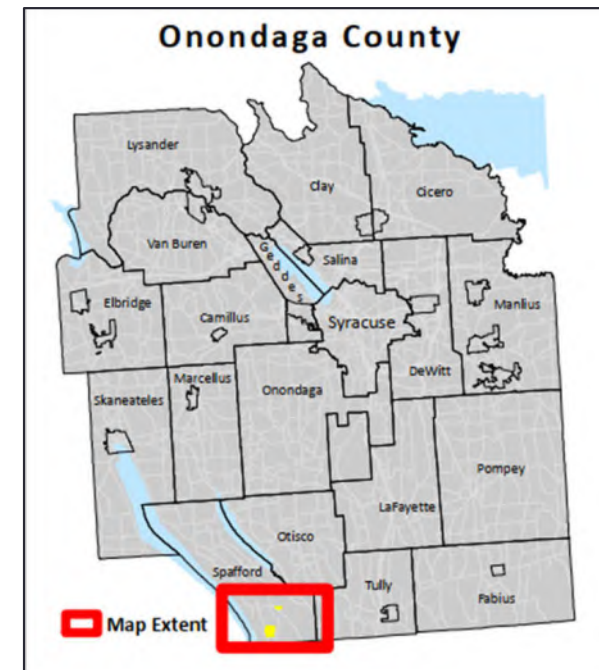 Onondaga County
Lysander
Clay
Cicero
Van Buren
Geddes
Salina
Elbridge
Camillus
Syracuse
Manlius
DeWitt
Marcellus
Skaneateles
Onondaga
Pompey
LaFayette
Otisco
Spafford
Tully
Fabius
Map Extent